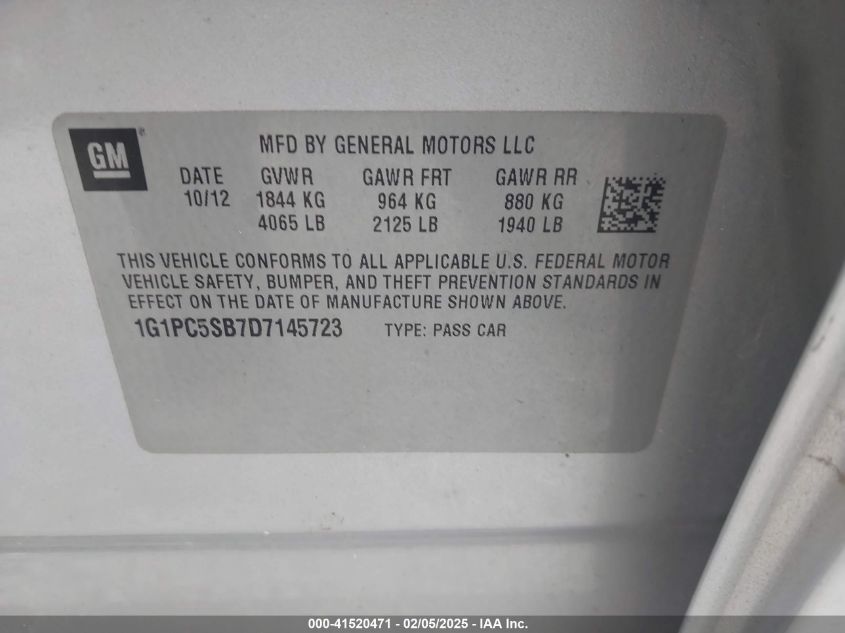 GM
®
MFD BY GENERAL MOTORS LLC
DATE GVWR GAWR FRT GAWR RR
10/12 1844 KG 964 KG 880 KG
4065 LB 2125 LB 1940 LB
THIS VEHICLE CONFORMS TO ALL APPLICABLE U.S. FEDERAL MOTOR
VEHICLE SAFETY, BUMPER, AND THEFT PREVENTION STANDARDS IN
EFFECT ON THE DATE OF MANUFACTURE SHOWN ABOVE.
1G1PC5SB7D7145723 TYPE: PASS CAR
000-41520471 - 02/05/2025 - IAA Inc.